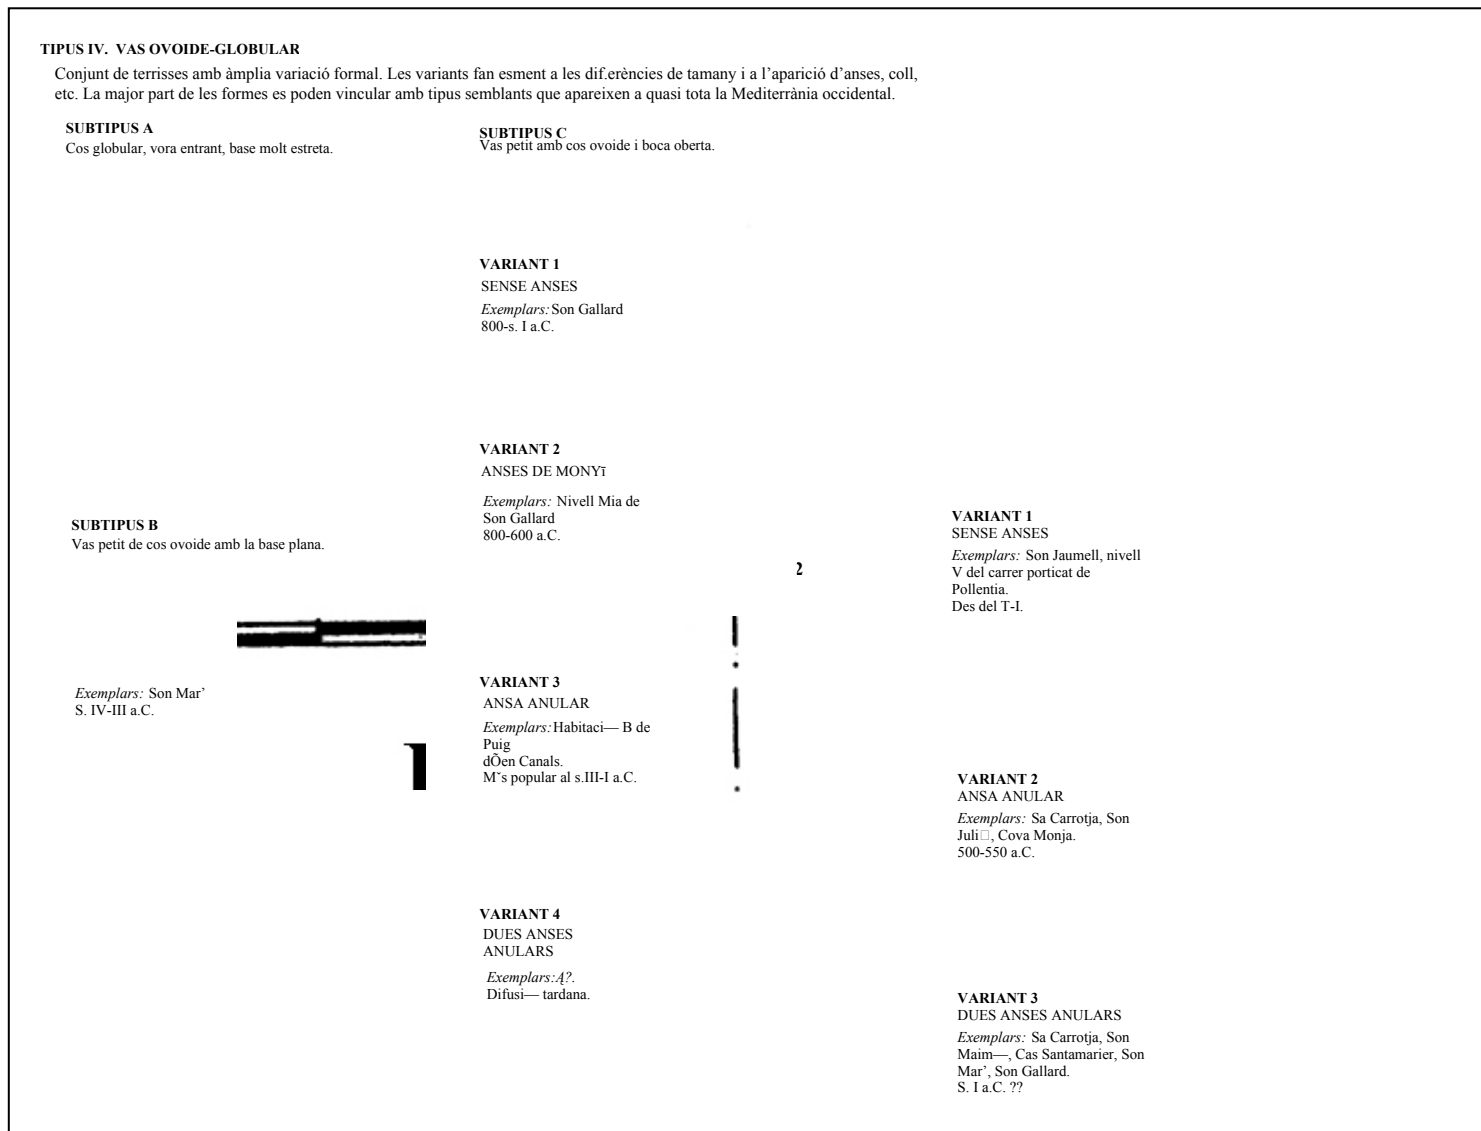 TIPUS IV. VAS OVOIDE-GLOBULAR
Conjunt de terrisses amb àmplia variació formal. Les variants fan esment a les dif.erències de tamany i a l’aparició d’anses, coll,
etc. La major part de les formes es poden vincular amb tipus semblants que apareixen a quasi tota la Mediterrània occidental.
SUBTIPUS A
Cos globular, vora entrant, base molt estreta.
SUBTIPUS B
Vas petit de cos ovoide amb la base plana.
Exemplars: Son Mar’
S. IV-III a.C.
SUBTIPUS C
Vas petit amb cos ovoide i boca oberta.
VARIANT 1
SENSE ANSES
Exemplars: Son Gallard
800-s. I a.C.
VARIANT 2
ANSES DE MONYī
Exemplars: Nivell Mia de
Son Gallard
800-600 a.C.
VARIANT 3
ANSA ANULAR
Exemplars: Habitaci— B de
Puig
dÕen Canals.
Mˇs popular al s.III-I a.C.
VARIANT 4
DUES ANSES
ANULARS
Exemplars:Ą?.
Difusi— tardana.
2
VARIANT 1
SENSE ANSES
Exemplars: Son Jaumell, nivell
V del carrer porticat de
Pollentia.
Des del T-I.
VARIANT 2
ANSA ANULAR
Exemplars: Sa Carrotja, Son
Juli□, Cova Monja.
500-550 a.C.
VARIANT 3
DUES ANSES ANULARS
Exemplars: Sa Carrotja, Son
Maim—, Cas Santamarier, Son
Mar’, Son Gallard.
S. I a.C. ??